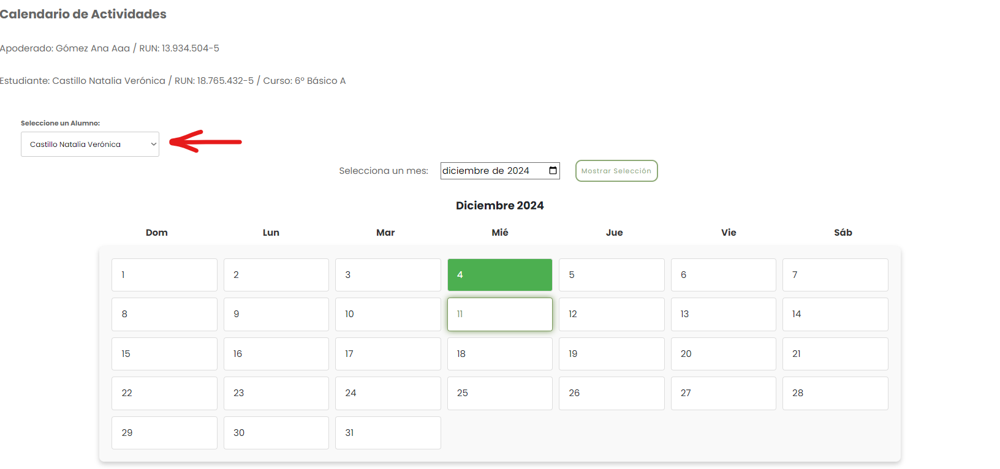 Calendario de Actividades
Apoderado: Gómez Ana Aaa / RUN: 13.934.504-5
Estudiante: Castillo Natalia Verónica / RUN: 18.765.432-5 / Curso: 6º Básico A
Seleccione un Alumno:
Castillo Natalia Verónica
Selecciona un mes: diciembre de 2024 Mostrar Selección
Diciembre 2024
Dom Lun Mar Mié Jue Vie Sáb
1 2 3 4 5 6 7
8 9 10 11 12 13 14
15 16 17 18 19 20 21
22 23 24 25 26 27 28
29 30 31